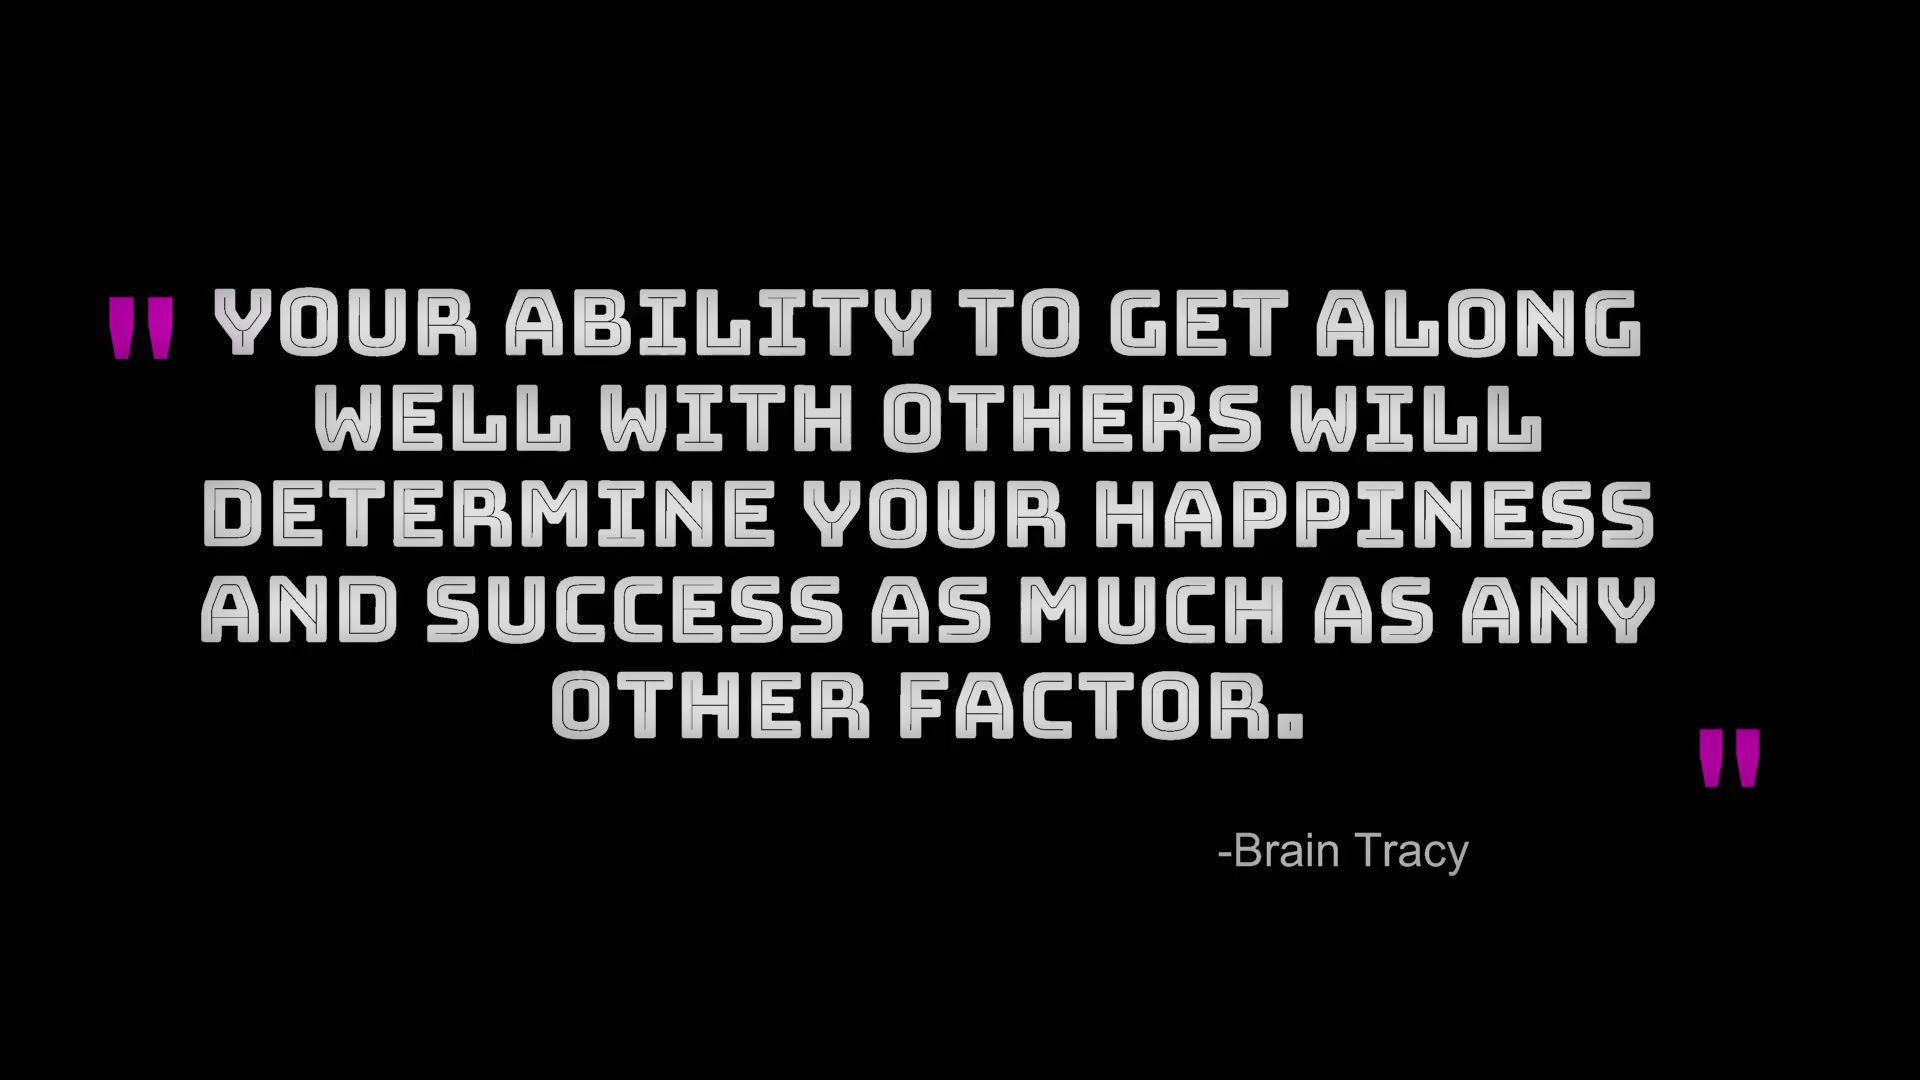 "YOUR ABILITY TO GET ALONG
WELL WITH OTHERS WILL
DETERMINE YOUR HAPPINESS
AND SUCCESS AS MUCH AS ANY
OTHER FACTOR."
-Brain Tracy